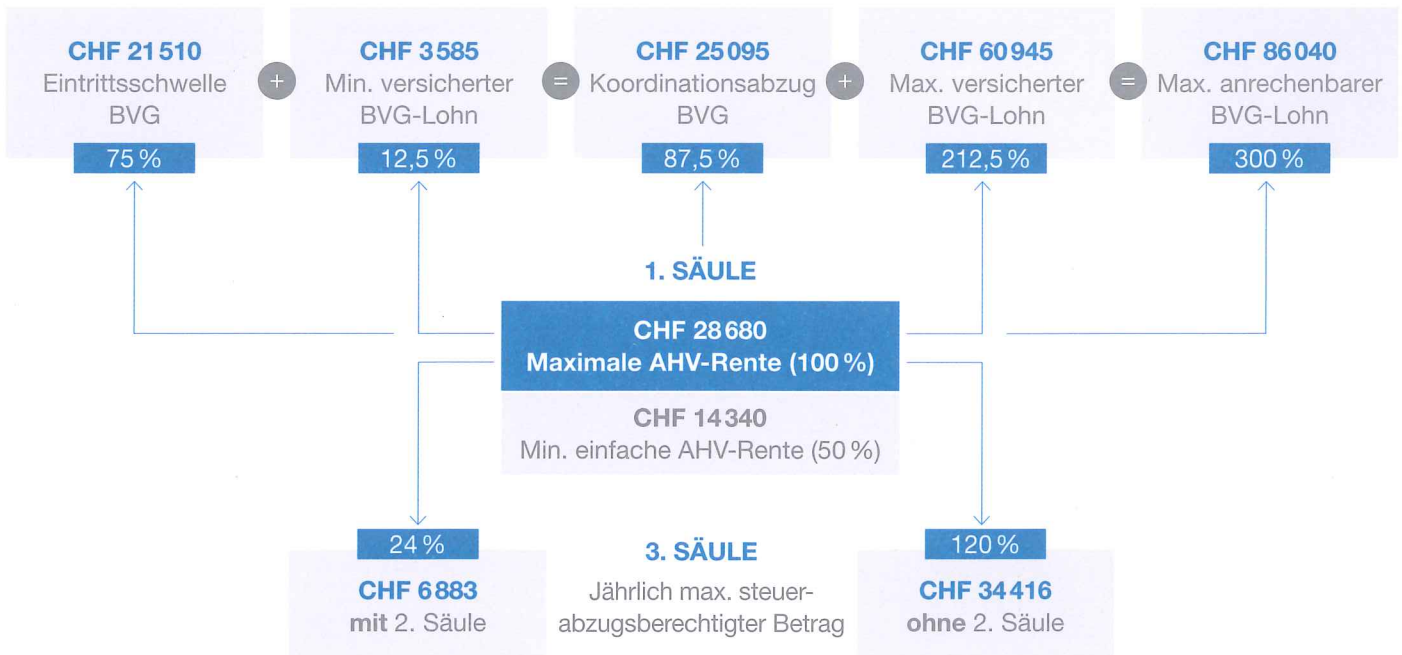 CHF 21 510
Eintrittsschwelle
BVG
75 %
+
CHF 3 585
Min. versicherter
BVG-Lohn
12,5 %
=
CHF 25 095
Koordinationsabzug
BVG
87,5 %
+
CHF 60 945
Max. versicherter
BVG-Lohn
212,5 %
=
CHF 86 040
Max. anrechenbarer
BVG-Lohn
300 %
1. SÄULE
CHF 28 680
Maximale AHV-Rente (100 %)
CHF 14 340
Min. einfache AHV-Rente (50 %)
24 %
CHF 6 883
mit 2. Säule
3. SÄULE
Jährlich max. steuer-
abzugsberechtigter Betrag
120 %
CHF 34 416
ohne 2. Säule